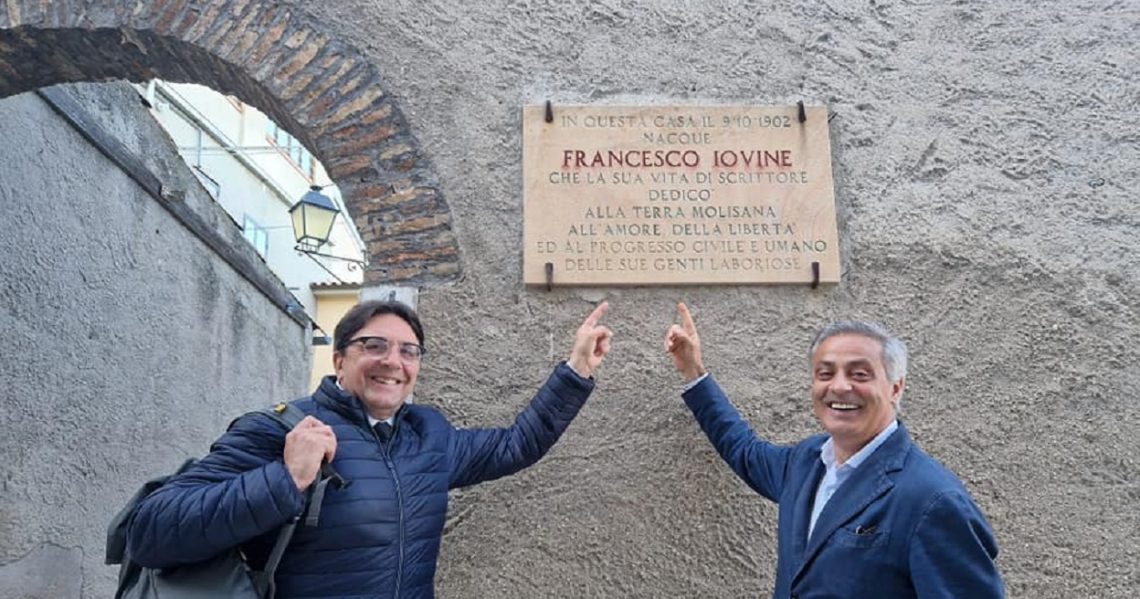 IN QUESTA CASA IL 9·10·1902
NACQUE
FRANCESCO IOVINE
CHE LA SUA VITA DI SCRITTORE
DEDICO'
ALLA TERRA MOLISANA
ALL'AMORE, DELLA LIBERTA'
ED AL PROGRESSO CIVILE E UMANO
DELLE SUE GENTI LABORIOSE